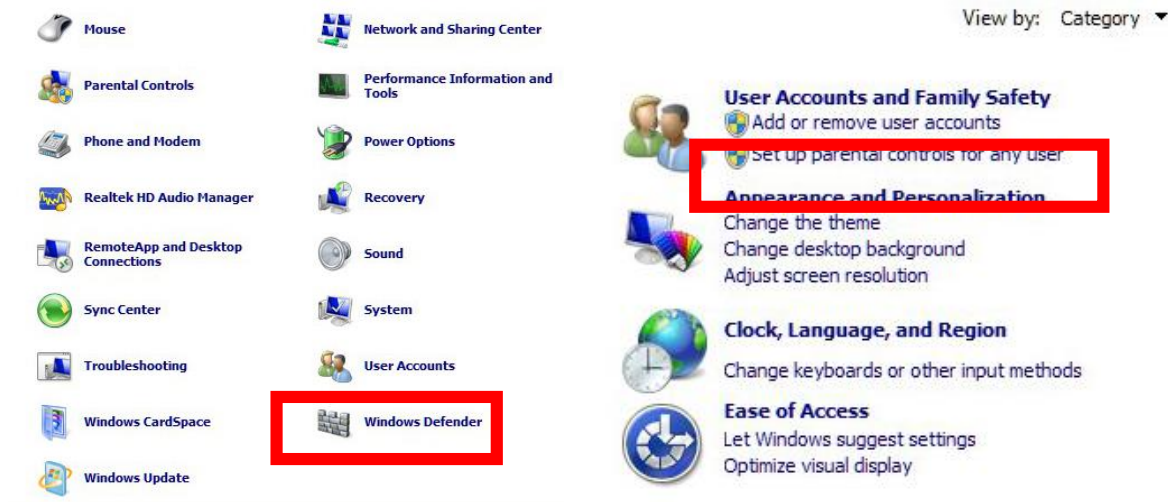 Mouse
Network and Sharing Center
Parental Controls
Performance Information and
Tools
Phone and Modem
Power Options
Realtek HD Audio Manager
Recovery
RemoteApp and Desktop
Connections
Sound
Sync Center
System
Troubleshooting
User Accounts
Windows CardSpace
Windows Defender
Windows Update
View by: Category
User Accounts and Family Safety
Add or remove user accounts
Set up parental controls for any user
Appearance and Personalization
Change the theme
Change desktop background
Adjust screen resolution
Clock, Language, and Region
Change keyboards or other input methods
Ease of Access
Let Windows suggest settings
Optimize visual display